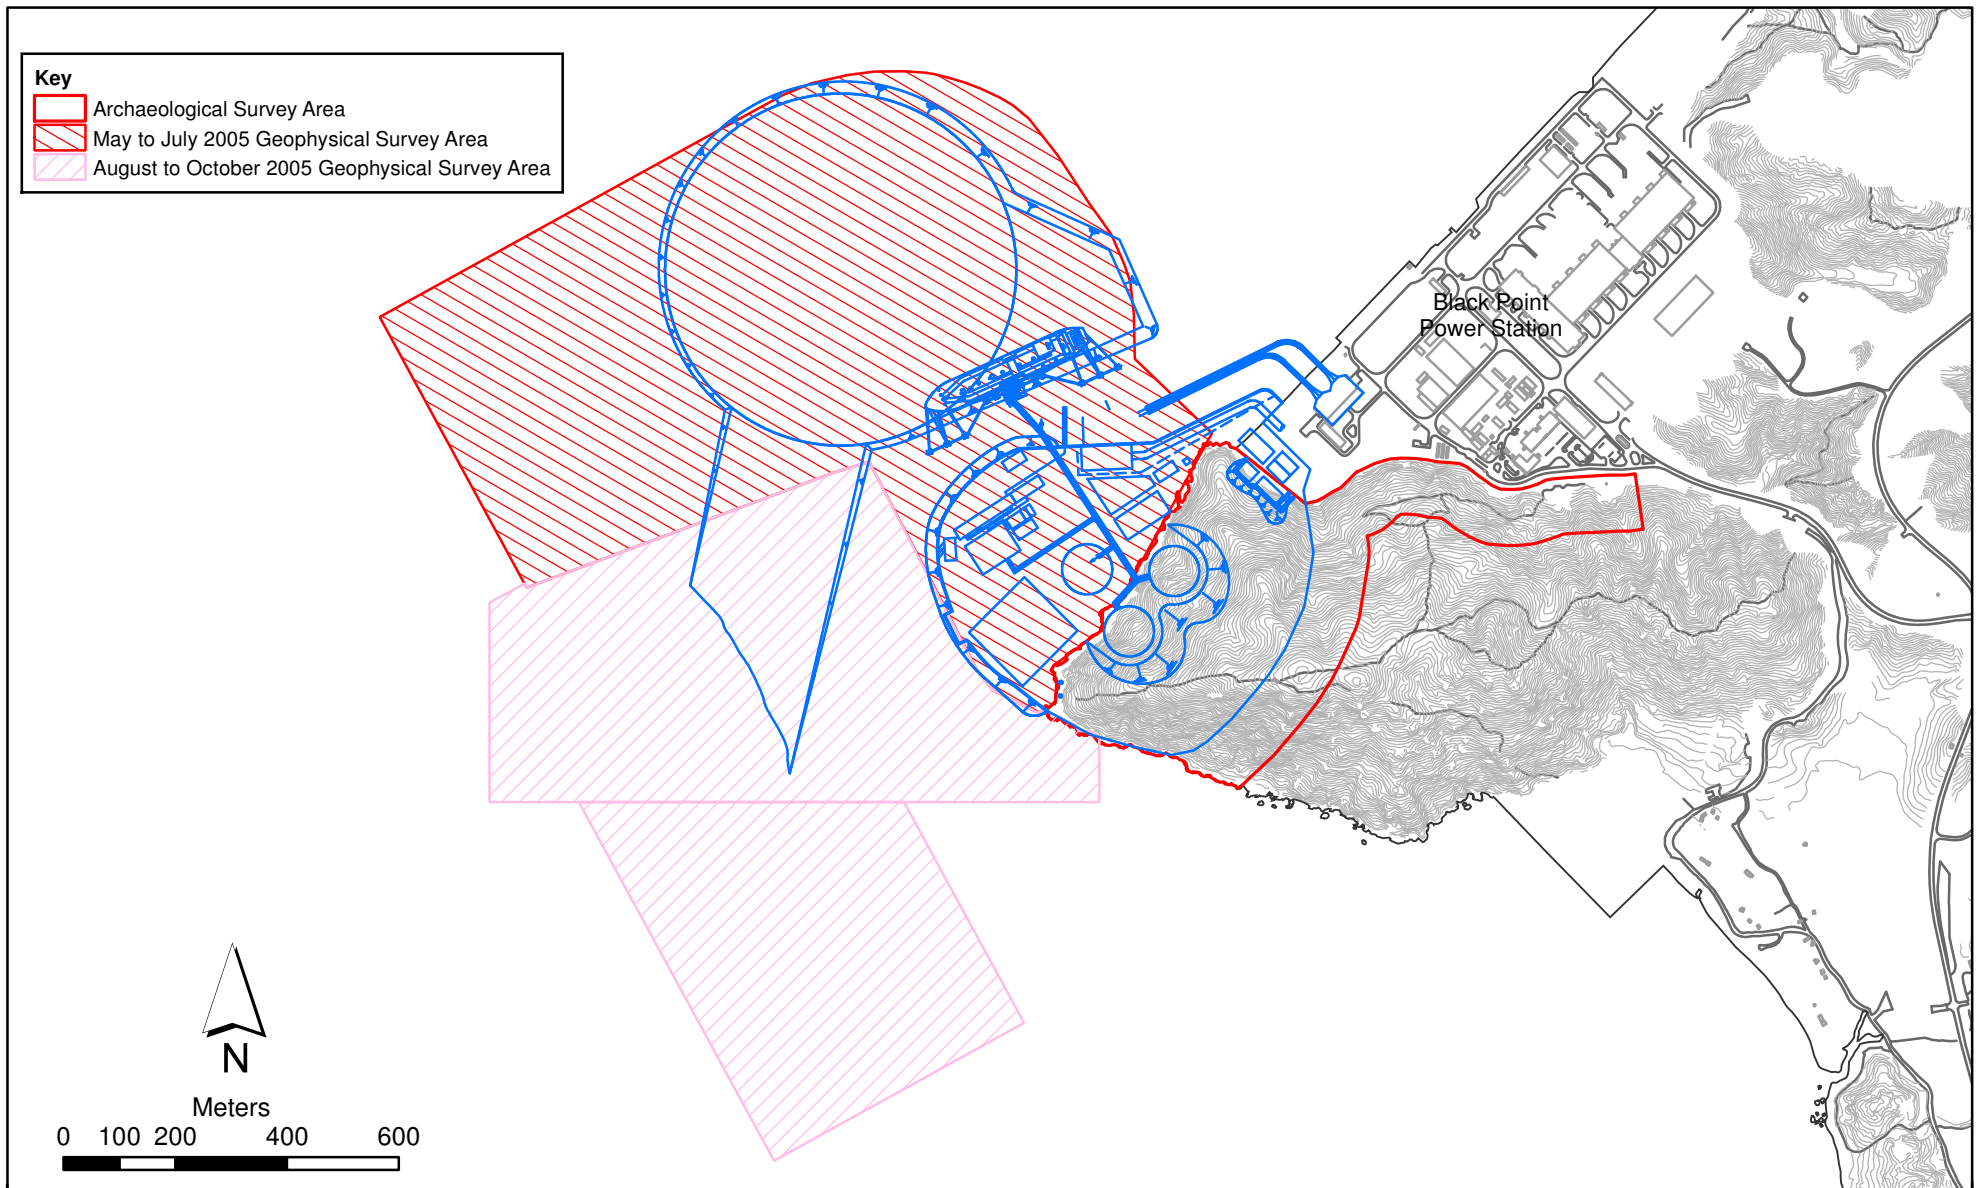 Key
Archaeological Survey Area
May to July 2005 Geophysical Survey Area
August to October 2005 Geophysical Survey Area
Black Point
Power Station
N
Meters
0 100 200 400 600